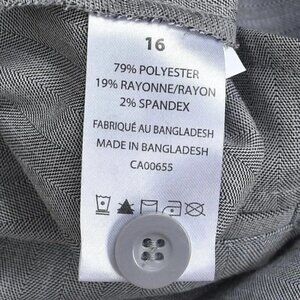 16
79% POLYESTER
19% RAYONNE/RAYON
2% SPANDEX
FABRIQUÉ AU BANGLADESH
MADE IN BANGLADESH
CA00655